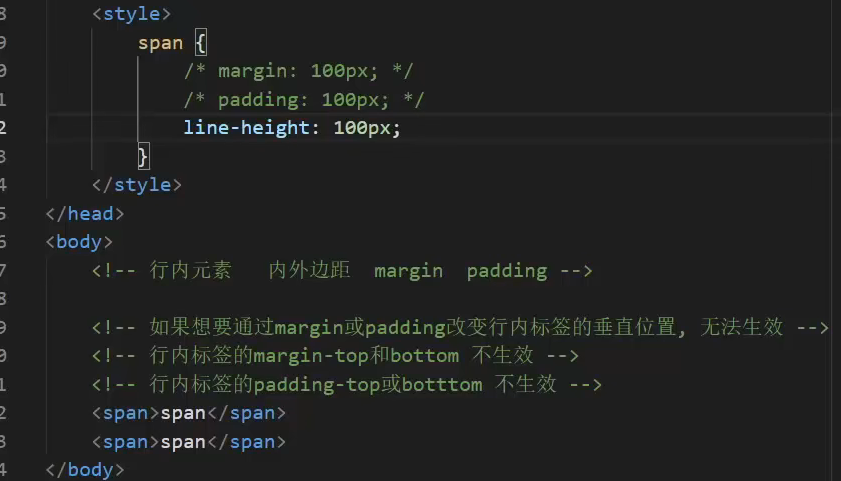 8 <style>
9 span {
0 /* margin: 100px; */
1 /* padding: 100px; */
2 line-height: 100px;
3 }
4 </style>
5 </head>
6 <body>
7 <!-- 行内元素 内外边距 margin padding -->
8
9 <!-- 如果想要通过margin或padding改变行内标签的垂直位置, 无法生效 -->
0 <!-- 行内标签的margin-top和bottom 不生效 -->
1 <!-- 行内标签的padding-top或botttom 不生效 -->
2 <span>span</span>
3 <span>span</span>
4 </body>